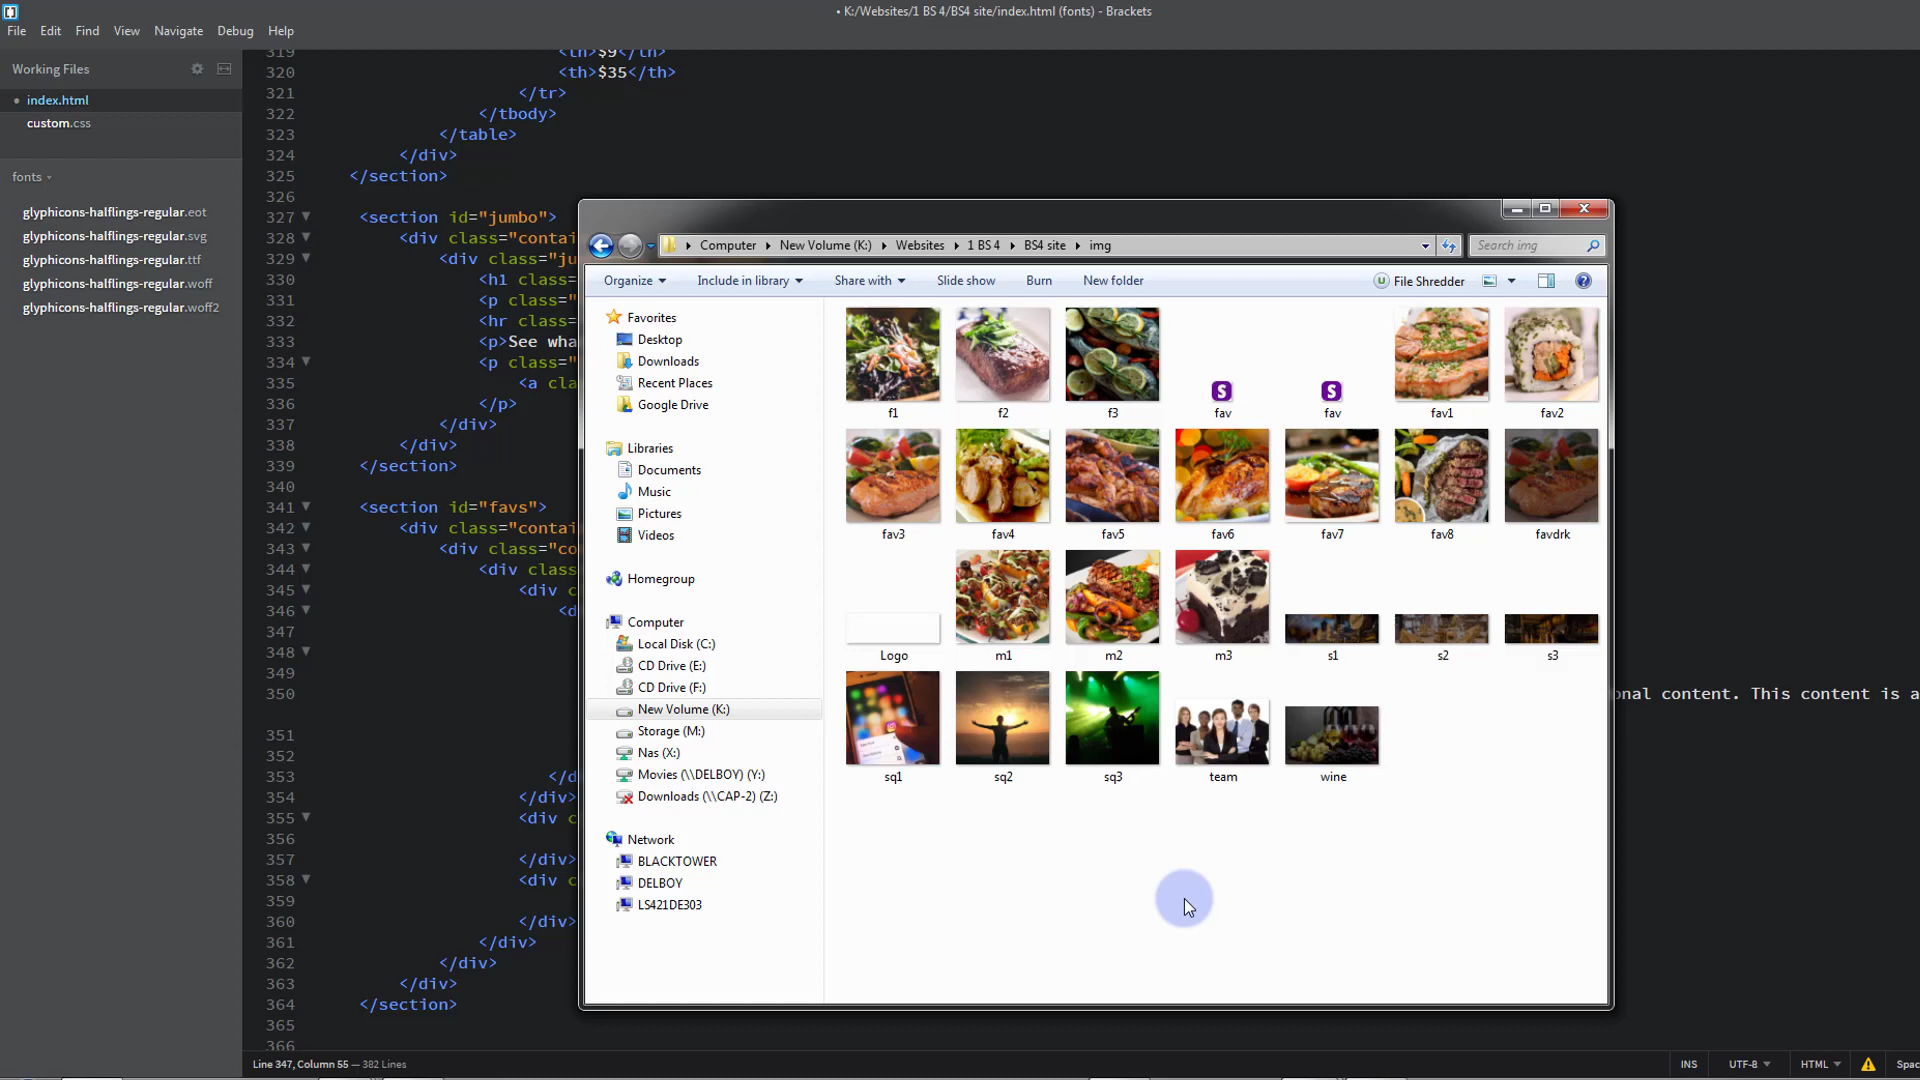 • K:/Websites/1 BS 4/BS4 site/index.html (fonts) - Brackets
File Edit Find View Navigate Debug Help
Working Files
• index.html
custom.css
fonts
glyphicons-halflings-regular.eot
glyphicons-halflings-regular.svg
glyphicons-halflings-regular.ttf
glyphicons-halflings-regular.woff
glyphicons-halflings-regular.woff2
319 <th>$9</th>
320 <th>$35</th>
321 </tr>
322 </tbody>
323 </table>
324 </div>
325 </section>
326
327 <section id="jumbo">
328 <div class="contai
329 <div class="ju
330 <h1 class=
331 <p class="
332 <hr class=
333 <p>See wha
334 <p class="
335 <a cla
336 </p>
337 </div>
338 </div>
339 </section>
340
341 <section id="favs">
342 <div class="contai
343 <div class="co
344 <div class
345 <div c
346 <d
347
348
349
350 onal content. This content is a
351
352
353 </d
354 </div>
355 <div c
356
357 </div>
358 <div c
359
360 </div>
361 </div>
362 </div>
363 </div>
364 </section>
365
366
Computer New Volume (K:) Websites 1 BS 4 BS4 site img
Search img
Organize Include in library Share with Slide show Burn New folder File Shredder
Favorites
Desktop
Downloads
Recent Places
Google Drive
Libraries
Documents
Music
Pictures
Videos
Homegroup
Computer
Local Disk (C:)
CD Drive (E:)
CD Drive (F:)
New Volume (K:)
Storage (M:)
Nas (X:)
Movies (\\DELBOY) (Y:)
Downloads (\\CAP-2) (Z:)
Network
BLACKTOWER
DELBOY
LS421DE303
S S
f1 f2 f3 fav fav fav1 fav2
fav3 fav4 fav5 fav6 fav7 fav8 favdrk
Logo m1 m2 m3 s1 s2 s3
sq1 sq2 sq3 team wine
Line 347, Column 55 — 382 Lines
INS UTF-8 HTML Spac